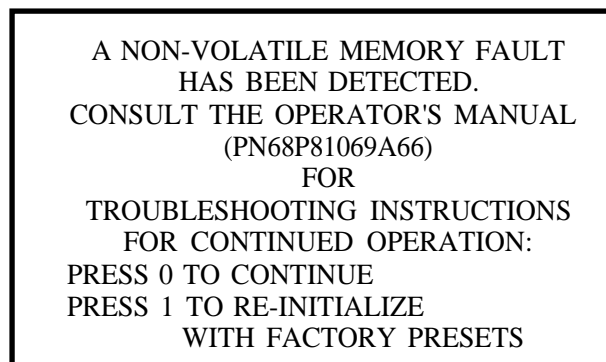 A NON-VOLATILE MEMORY FAULT
HAS BEEN DETECTED.
CONSULT THE OPERATOR'S MANUAL
(PN68P81069A66)
FOR
TROUBLESHOOTING INSTRUCTIONS
FOR CONTINUED OPERATION:
PRESS 0 TO CONTINUE
PRESS 1 TO RE-INITIALIZE
WITH FACTORY PRESETS